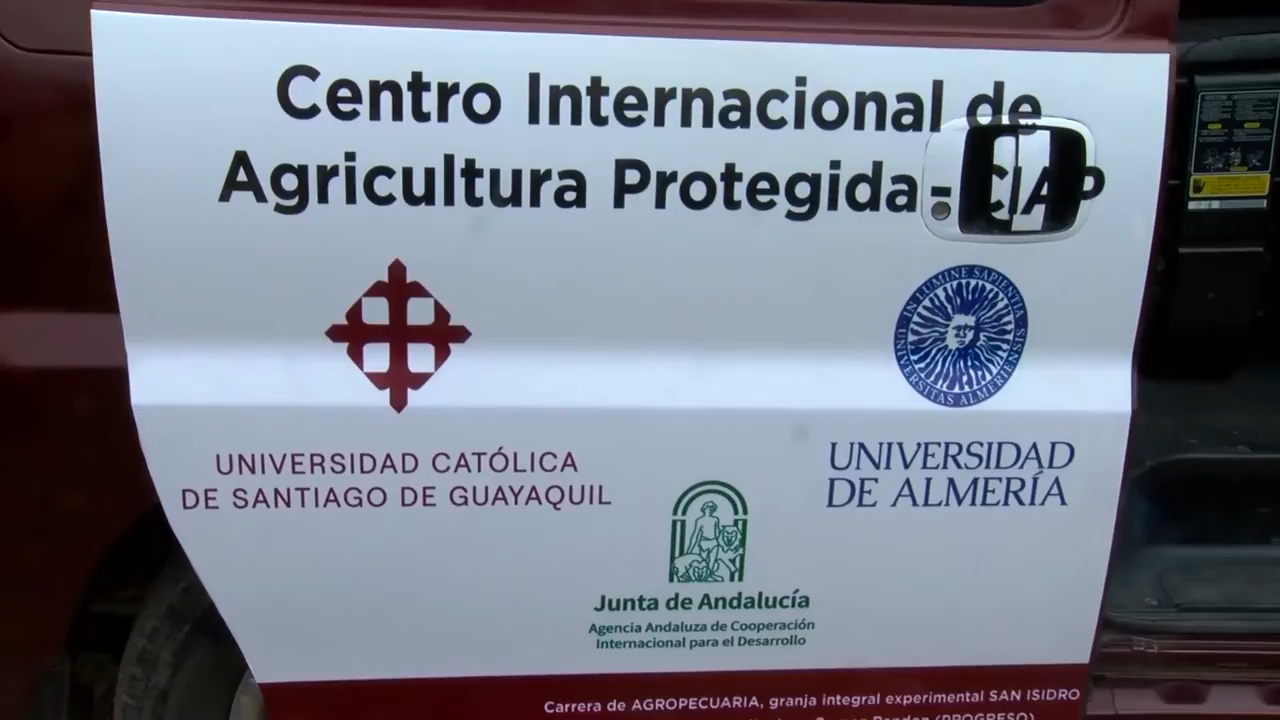 Centro Internacional de
Agricultura Protegida - CIAP
IN LUMINE SAPIENTIA
UNIVERSITAS ALMERIENSIS
UNIVERSIDAD CATÓLICA
DE SANTIAGO DE GUAYAQUIL
UNIVERSIDAD
DE ALMERÍA
Junta de Andalucía
Agencia Andaluza de Cooperación
Internacional para el Desarrollo
Carrera de AGROPECUARIA, granja integral experimental SAN ISIDRO
(PROGRESO)